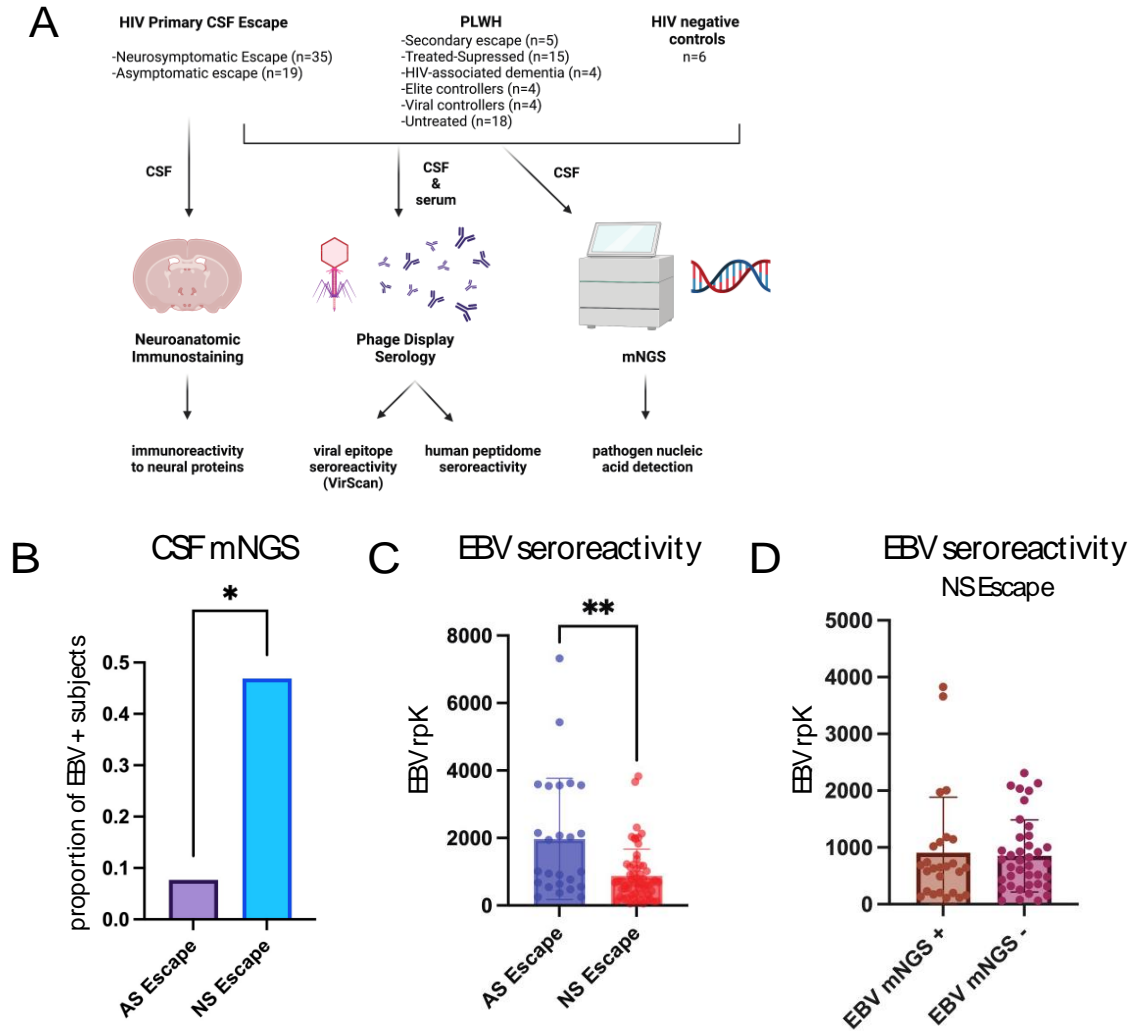 A
HIV Primary CSF Escape
-Neurosymptomatic Escape (n=35)
-Asymptomatic escape (n=19)
PLWH
-Secondary escape (n=5)
-Treated-Supressed (n=15)
-HIV-associated dementia (n=4)
-Elite controllers (n=4)
-Viral controllers (n=4)
-Untreated (n=18)
HIV negative
controls
n=6
CSF
CSF
&
serum
CSF
Neuroanatomic
Immunostaining
Phage Display
Serology
mNGS
immunoreactivity
to neural proteins
viral epitope
seroreactivity
(VirScan)
human peptidome
seroreactivity
pathogen nucleic
acid detection
B
CSF mNGS
*
proportion of EBV+ subjects
0.5
0.4
0.3
0.2
0.1
0.0
AS Escape
NS Escape
C
EBV seroreactivity
**
EBV rpK
8000
6000
4000
2000
0
AS Escape
NS Escape
D
EBV seroreactivity
NS Escape
EBV rpK
5000
4000
3000
2000
1000
0
EBV mNGS +
EBV mNGS -